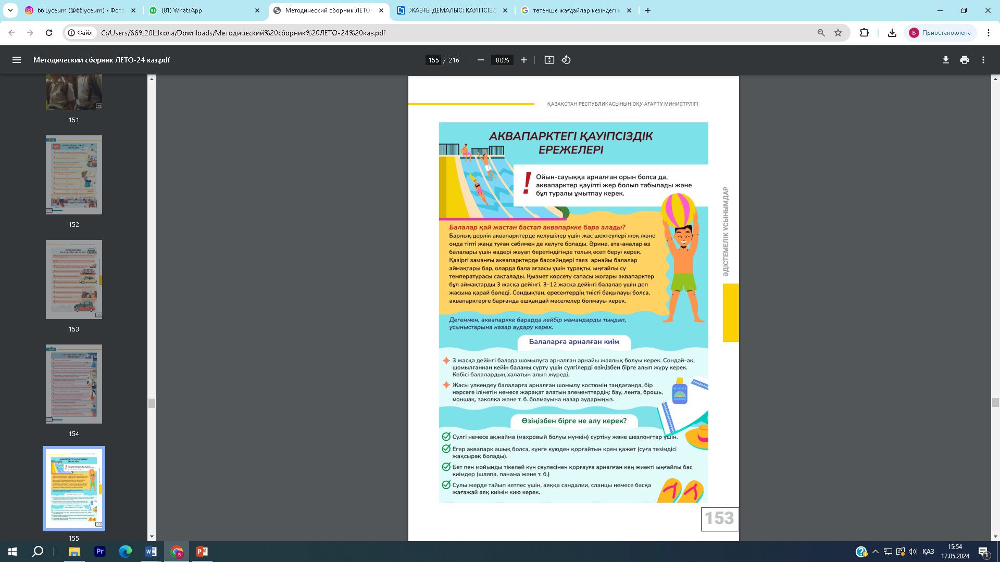 66 Lyceum (@66lyceum) • Фото
(81) WhatsApp
Методический сборник ЛЕТО-
ЖАЗҒЫ ДЕМАЛЫС: ҚАУІПСІЗД
төтенше жағдайлар кезіндегі
Файл
C:/Users/66%20Школа/Downloads/Методический%20сборник%20ЛЕТО-24%20каз.pdf
Б Приостановлена
Методический сборник ЛЕТО-24 каз.pdf
155 / 216
80%
151
152
153
154
155
ҚАЗАҚСТАН РЕСПУБЛИКАСЫНЫҢ ОҚУ-АҒАРТУ МИНИСТРЛІГІ
АКВАПАРКТЕГІ ҚАУІПСІЗДІК
ЕРЕЖЕЛЕРІ
! Ойын-сауыққа арналған орын болса да,
аквапарктер қауіпті жер болып табылады және
бұл туралы ұмытпау керек.
Балалар қай жастан бастап аквапаркке бара алады?
Барлық дерлік аквапарктерде келушілер үшін жас шектеулері жоқ және
онда тіпті жаңа туған сәбимен де келуге болады. Әрине, ата-аналар өз
балалары үшін өздері жауап беретіндігінде толық есеп беруі керек.
Қазіргі заманғы аквапарктерде бассейндері таяз арнайы балалар
аймақтары бар, оларда бала ағзасы үшін тұрақты, ыңғайлы су
температурасы сақталады. Қызмет көрсету сапасы жоғары аквапарктер
бұл аймақтарды 3 жасқа дейінгі, 3–12 жасқа дейінгі балалар үшін деп
жасына қарай бөледі. Сондықтан, ересектердің тиісті бақылауы болса,
аквапарктерге барғанда ешқандай мәселелер болмауы керек.
Дегенмен, аквапаркке барарда кейбір мамандарды тыңдап,
ұсыныстарына назар аудару керек.
Балаларға арналған киім
3 жасқа дейінгі балада шомылуға арналған арнайы жаялық болуы керек. Сондай-ақ,
шомылғаннан кейін баланы сүрту үшін сүлгілерді өзіңізбен бірге алып жүру керек.
Көбісі балалардың халатын алып жүреді.
Жасы үлкендеу балаларға арналған шомылу костюмін таңдағанда, бір
нәрсеге ілінетін немесе жарақат алатын элементтердің: бау, лента, брошь,
моншақ, заколка және т. б. болмауына назар аударыңыз.
Өзіңізбен бірге не алу керек?
Сүлгі немесе ақжайма (махровый болуы мүмкін) сүртіну және шезлонгтар үшін.
Егер аквапарк ашық болса, күнге күюден қорғайтын крем қажет (суға төзімдісі
жақсырақ болады).
Бет пен мойынды тікелей күн сәулесінен қорғауға арналған кең жиекті ыңғайлы бас
киімдер (шляпа, панама және т. б.)
Сулы жерде тайып кетпес үшін, аяққа сандалии, сланцы немесе басқа
жағажай аяқ киімін кию керек.
ӘДІСТЕМЕЛІК ҰСЫНЫМДАР
153
ҚАЗ
15:54
17.05.2024
1